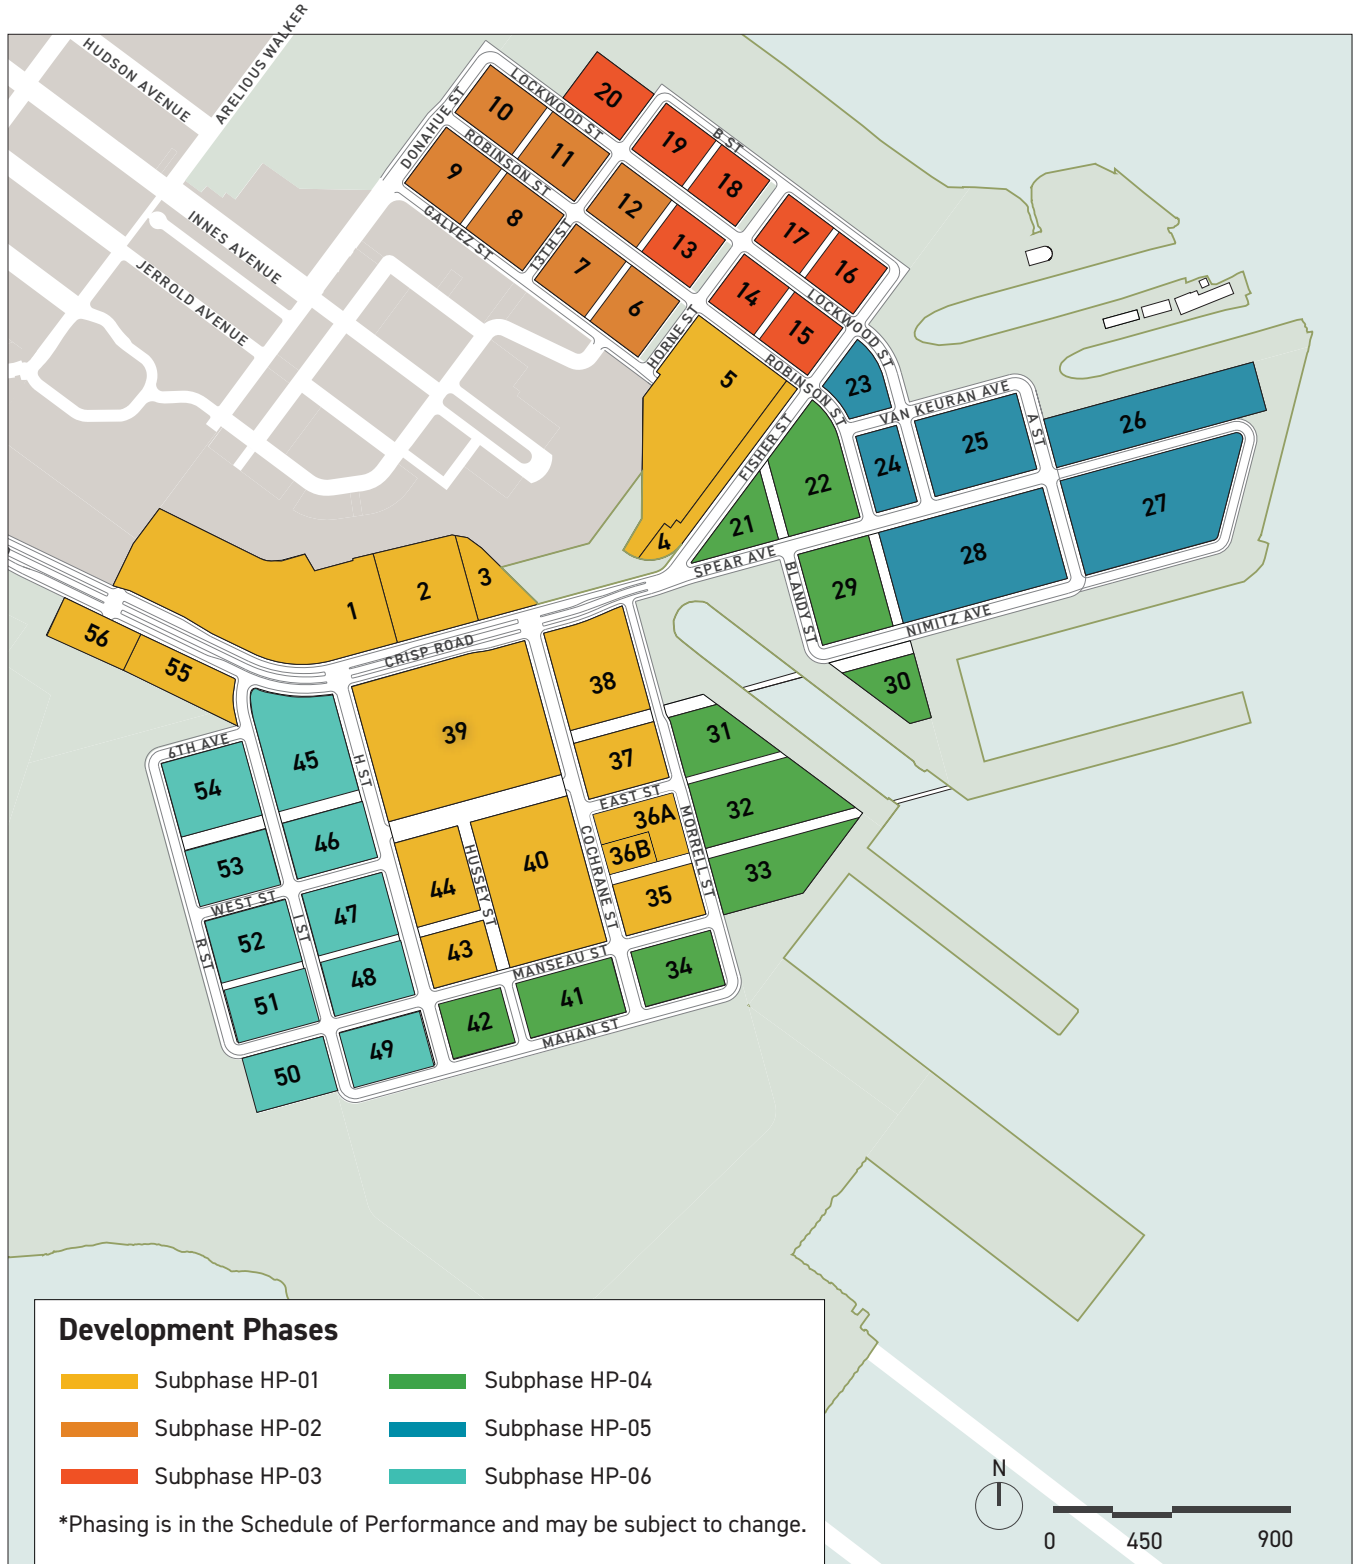 HUDSON AVENUE
ARELIOUS WALKER
INNES AVENUE
JERROLD AVENUE
DONAHUE ST
LOCKWOOD ST
ROBINSON ST
GALVEZ ST
13TH ST
B ST
HORNE ST
LOCKWOOD ST
ROBINSON ST
FISHER ST
VAN KEURAN AVE
A ST
SPEAR AVE
BLANDY ST
NIMITZ AVE
CRISP ROAD
6TH AVE
H ST
EAST ST
MORRELL ST
COCHRANE ST
HUSSEY ST
WEST ST
I ST
R ST
MANSEAU ST
MAHAN ST
20
10
19
11
18
9
12
8
13
17
16
7
14
6
15
5
23
26
25
24
22
27
21
4
28
3
2
29
1
56
55
38
30
39
31
45
37
54
32
36A
46
36B
40
53
33
44
35
47
52
43
34
48
41
51
42
49
50
Development Phases
Subphase HP-01
Subphase HP-04
Subphase HP-02
Subphase HP-05
Subphase HP-03
Subphase HP-06
*Phasing is in the Schedule of Performance and may be subject to change.
N
0 450 900